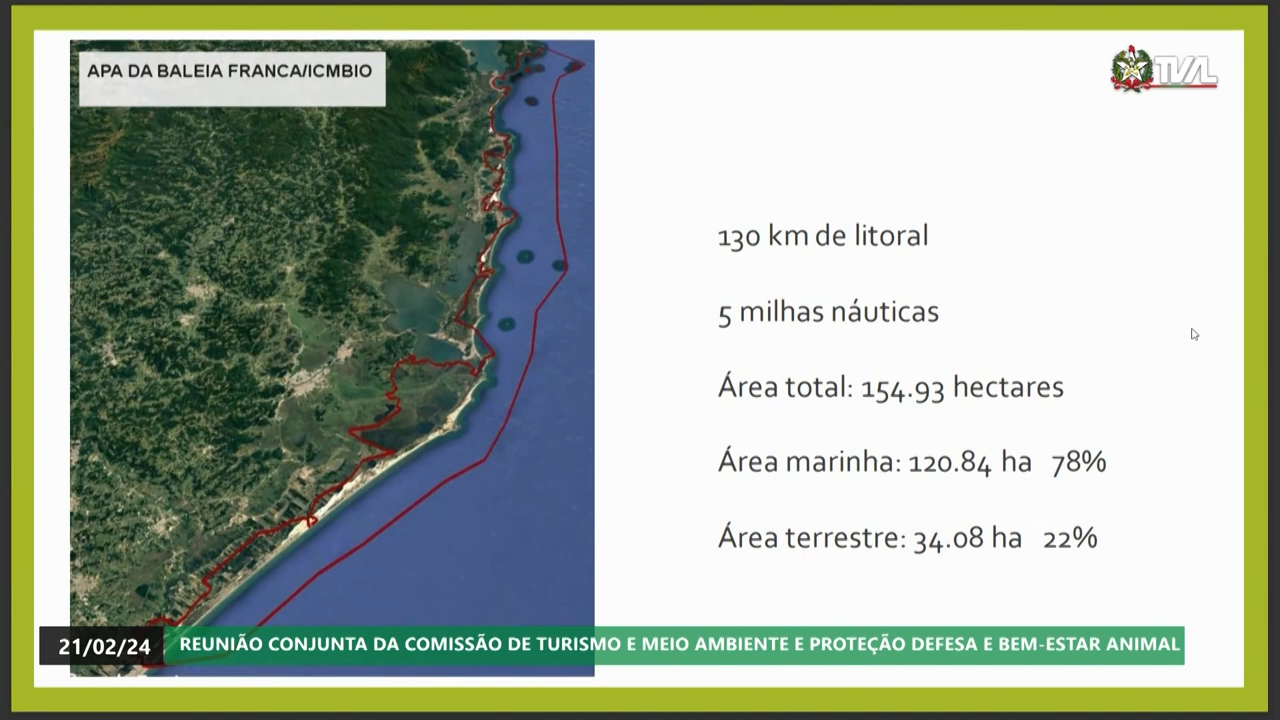 APA DA BALEIA FRANCA/ICMBIO
TVAL
130 km de litoral
5 milhas náuticas
Área total: 154.93 hectares
Área marinha: 120.84 ha 78%
Área terrestre: 34.08 ha 22%
21/02/24 REUNIÃO CONJUNTA DA COMISSÃO DE TURISMO E MEIO AMBIENTE E PROTEÇÃO DEFESA E BEM-ESTAR ANIMAL